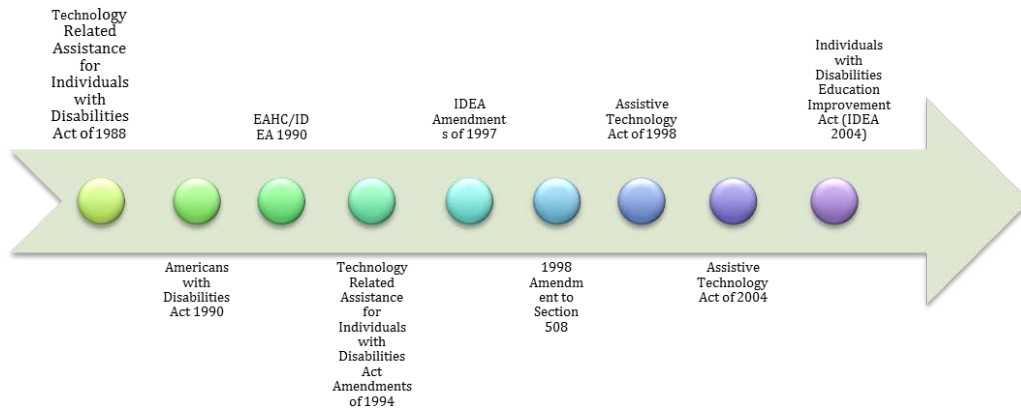 Technology
Related
Assistance
for
Individuals
with
Disabilities
Act of 1988
Americans
with
Disabilities
Act 1990
EAHC/ID
EA 1990
Technology
Related
Assistance
for
Individuals
with
Disabilities
Act
Amendments
of 1994
IDEA
Amendment
s of 1997
1998
Amendm
ent to
Section
508
Assistive
Technology
Act of 1998
Assistive
Technology
Act of 2004
Individuals
with
Disabilities
Education
Improvement
Act (IDEA
2004)